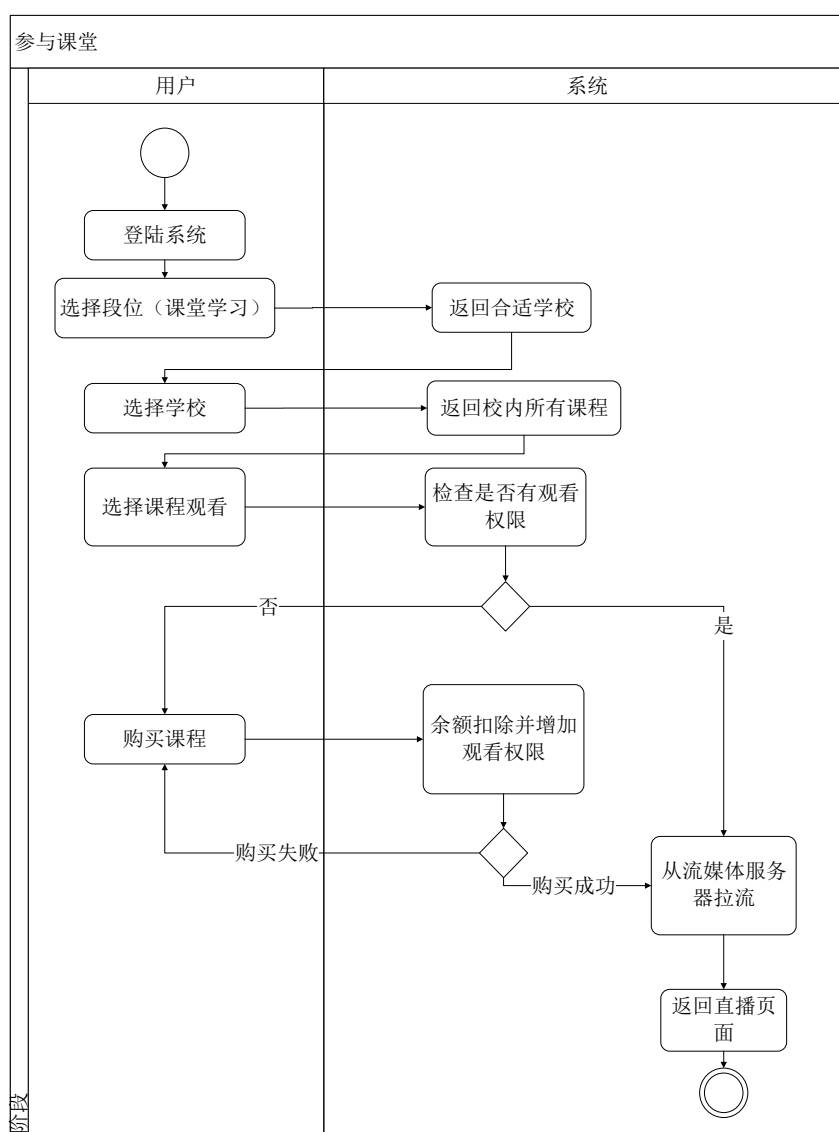 参与课堂
用户
系统
登陆系统
选择段位（课堂学习）
返回合适学校
选择学校
返回校内所有课程
选择课程观看
检查是否有观看
权限
否
是
购买课程
余额扣除并增加
观看权限
购买失败
购买成功
从流媒体服务
器拉流
返回直播页
面
阶段